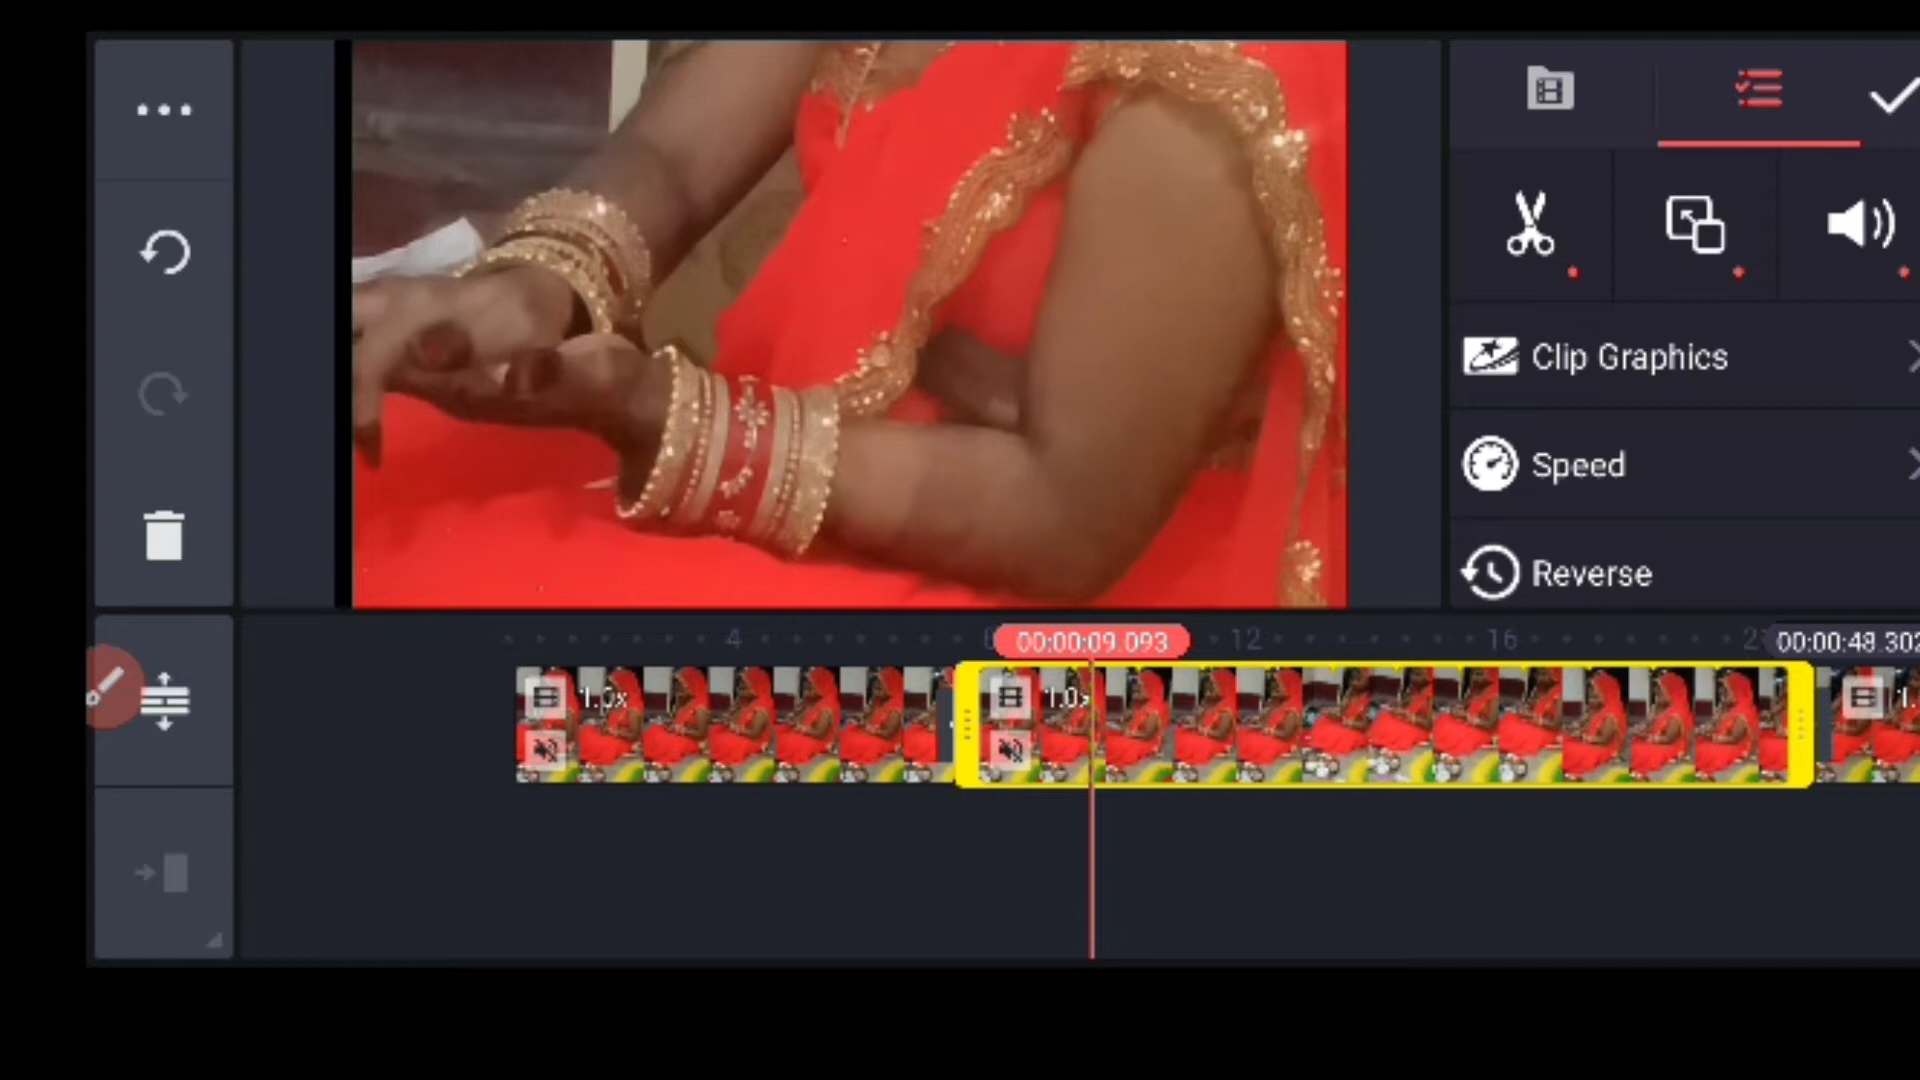 Clip Graphics
Speed
Reverse
4
00:00:09.093
12
16
00:00:48.302
1.0x
1.0x